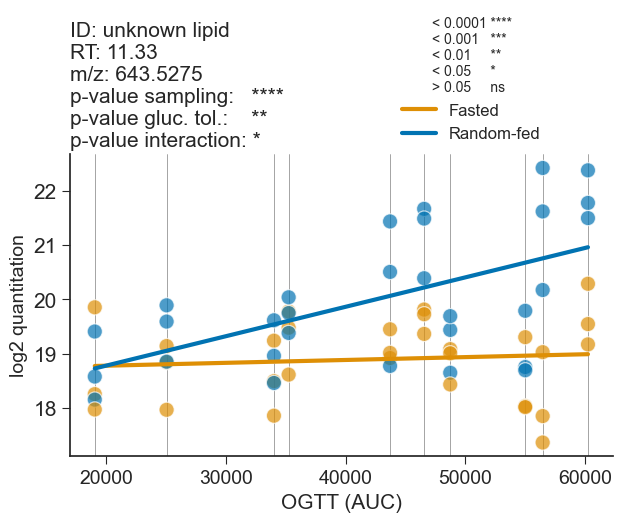 ID: unknown lipid
RT: 11.33
m/z: 643.5275
p-value sampling: ****
p-value gluc. tol.: **
p-value interaction: *
< 0.0001 ****
< 0.001 ***
< 0.01 **
< 0.05 *
> 0.05 ns
Fasted
Random-fed
log2 quantitation
22
21
20
19
18
20000 30000 40000 50000 60000
OGTT (AUC)